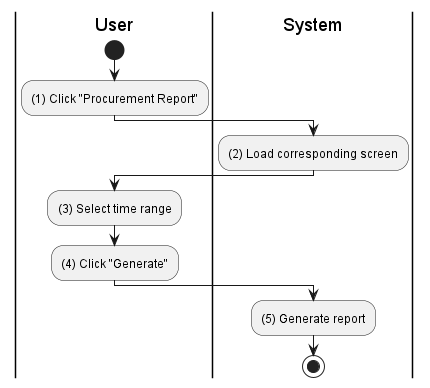 User
System
(1) Click "Procurement Report"
(2) Load corresponding screen
(3) Select time range
(4) Click "Generate"
(5) Generate report